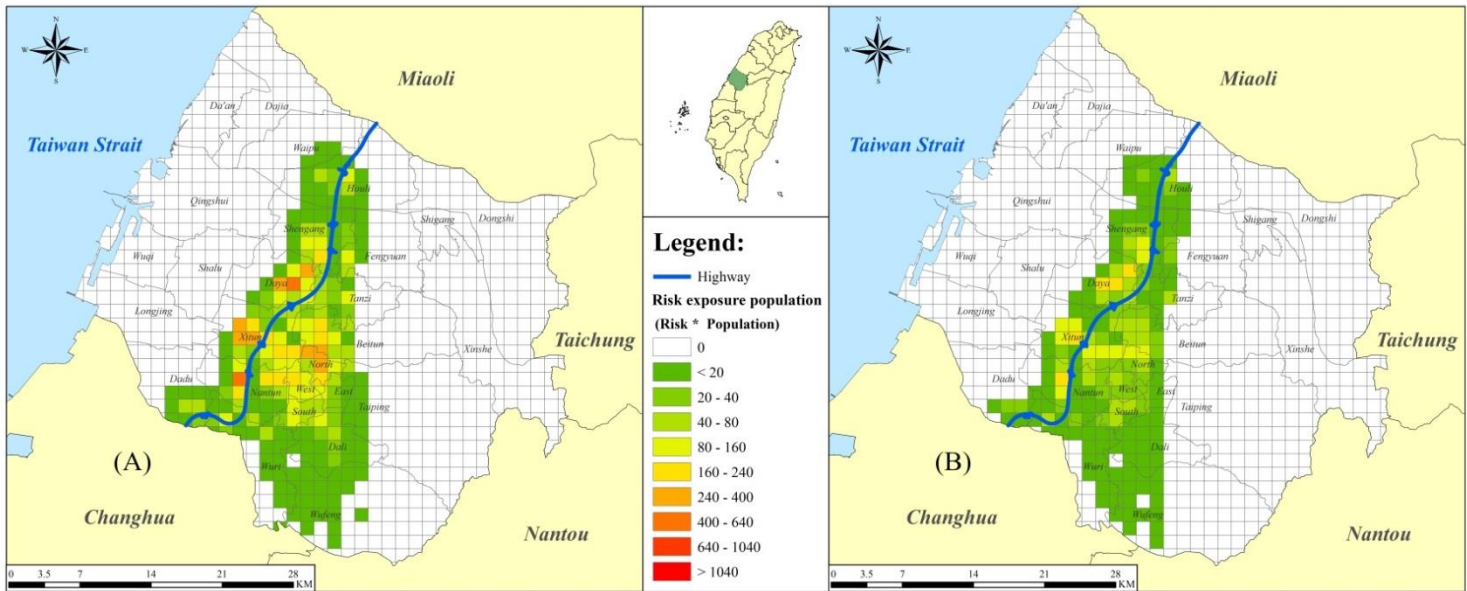 N
W
E
S
Miaoli
Da'an
Dajia
Taiwan Strait
Waipu
Houli
Qingshui
Shigang
Dongshi
Shengang
Wuqi
Fengyuan
Shalu
Daya
Tanzi
Longjing
Taichung
Xitun
Beitun
Xinshe
North
Dadu
Nantun
West
East
South
Taiping
(A)
Dali
Wuri
Changhua
Wufeng
Nantou
0 3.5 7 14 21 28
KM
Legend:
Highway
Risk exposure population
(Risk * Population)
0
< 20
20 - 40
40 - 80
80 - 160
160 - 240
240 - 400
400 - 640
640 - 1040
> 1040
N
W
E
S
Miaoli
Da'an
Dajia
Taiwan Strait
Waipu
Houli
Qingshui
Shigang
Dongshi
Shengang
Wuqi
Fengyuan
Shalu
Daya
Tanzi
Longjing
Taichung
Xitun
Beitun
Xinshe
North
Dadu
Nantun
West
East
South
Taiping
(B)
Dali
Wuri
Changhua
Wufeng
Nantou
0 3.5 7 14 21 28
KM